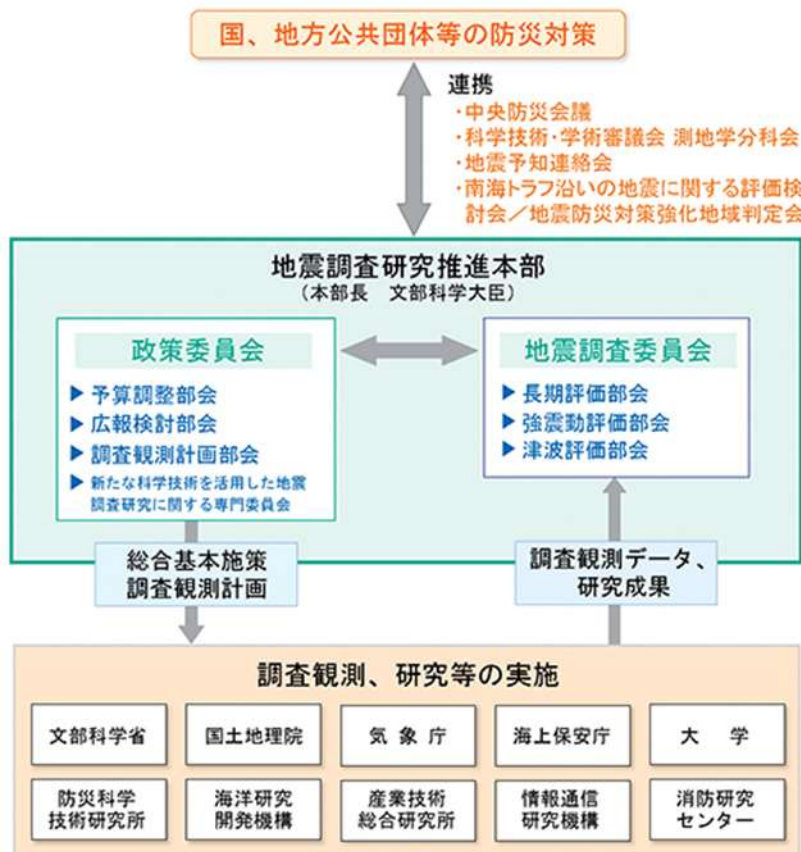 国、地方公共団体等の防災対策
連携
・中央防災会議
・科学技術・学術審議会 測地学分科会
・地震予知連絡会
・南海トラフ沿いの地震に関する評価検
討会／地震防災対策強化地域判定会
地震調査研究推進本部
（本部長　文部科学大臣）
政策委員会
▶ 予算調整部会
▶ 広報検討部会
▶ 調査観測計画部会
▶ 新たな科学技術を活用した地震
調査研究に関する専門委員会
地震調査委員会
▶ 長期評価部会
▶ 強震動評価部会
▶ 津波評価部会
総合基本施策
調査観測計画
調査観測データ、
研究成果
調査観測、研究等の実施
文部科学省
国土地理院
気 象 庁
海上保安庁
大　学
防災科学
技術研究所
海洋研究
開発機構
産業技術
総合研究所
情報通信
研究機構
消防研究
センター